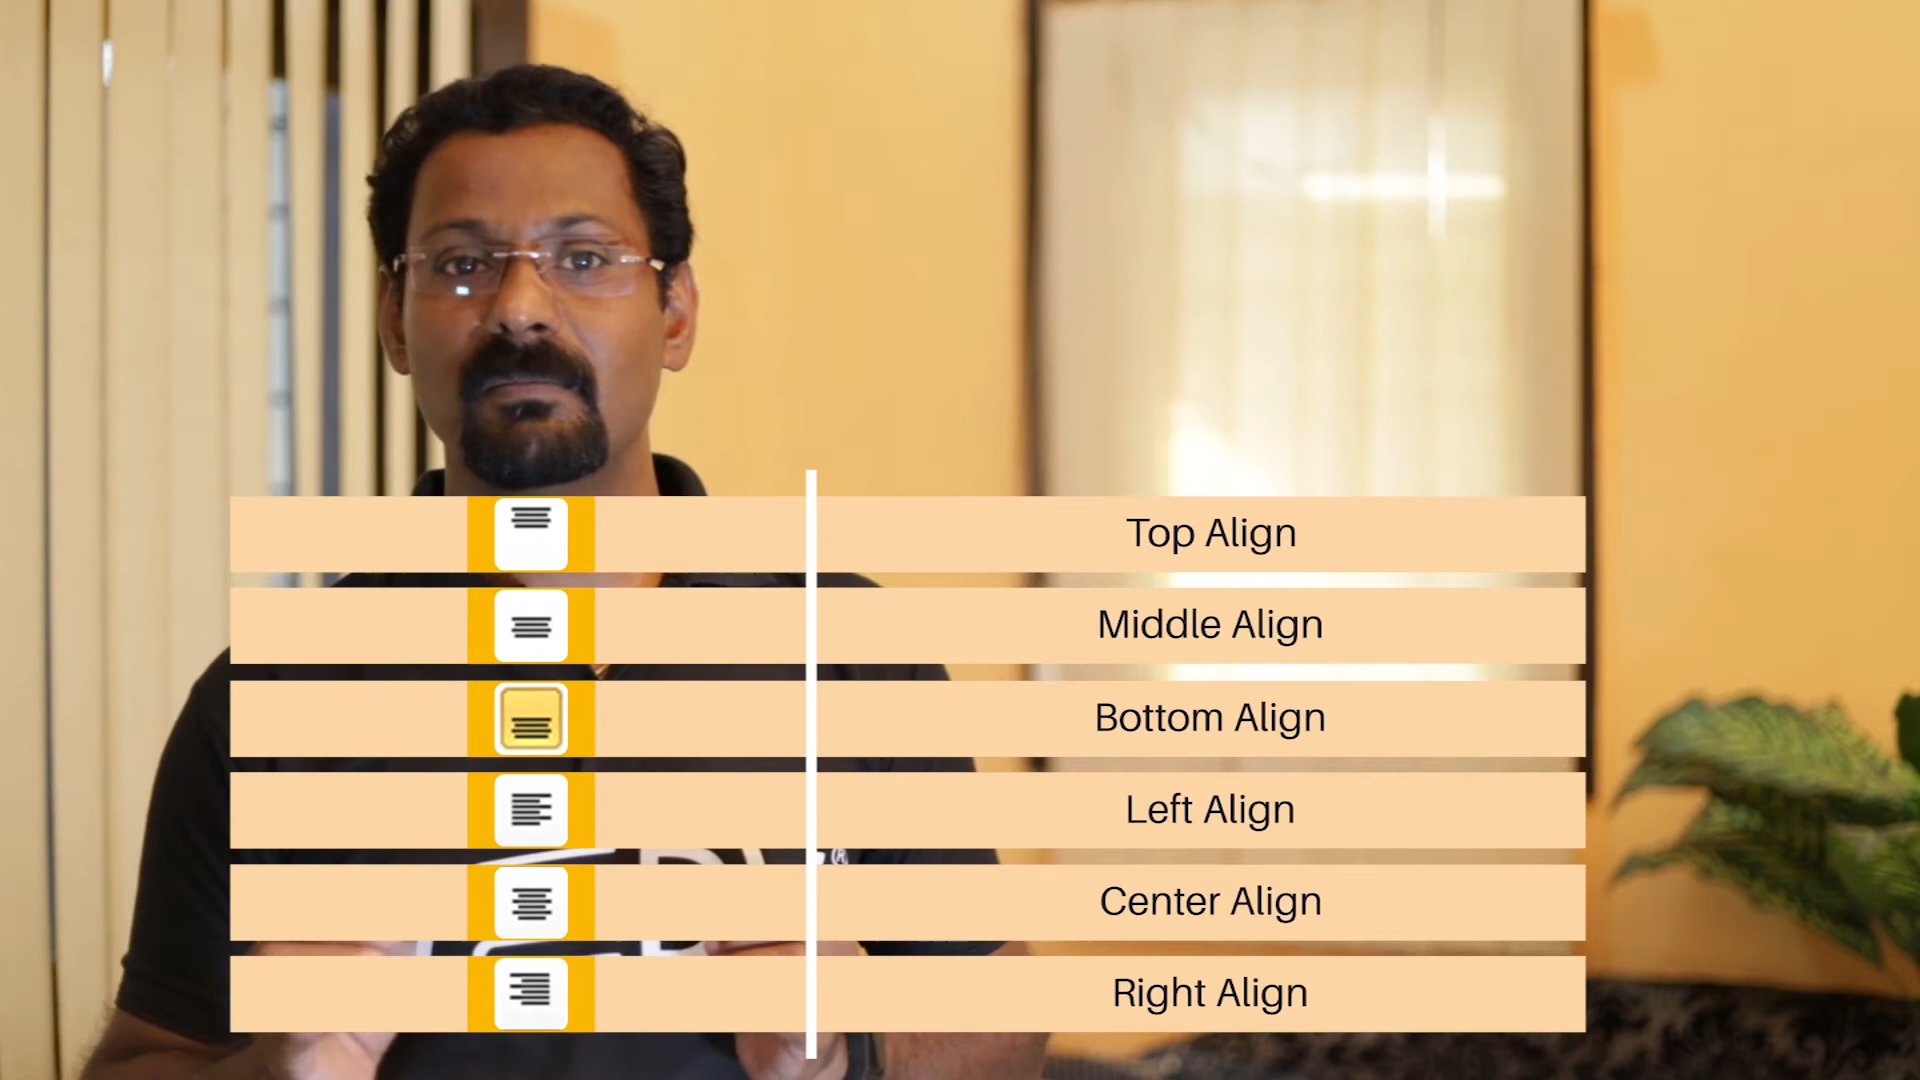 Top Align
Middle Align
Bottom Align
Left Align
Center Align
Right Align
®